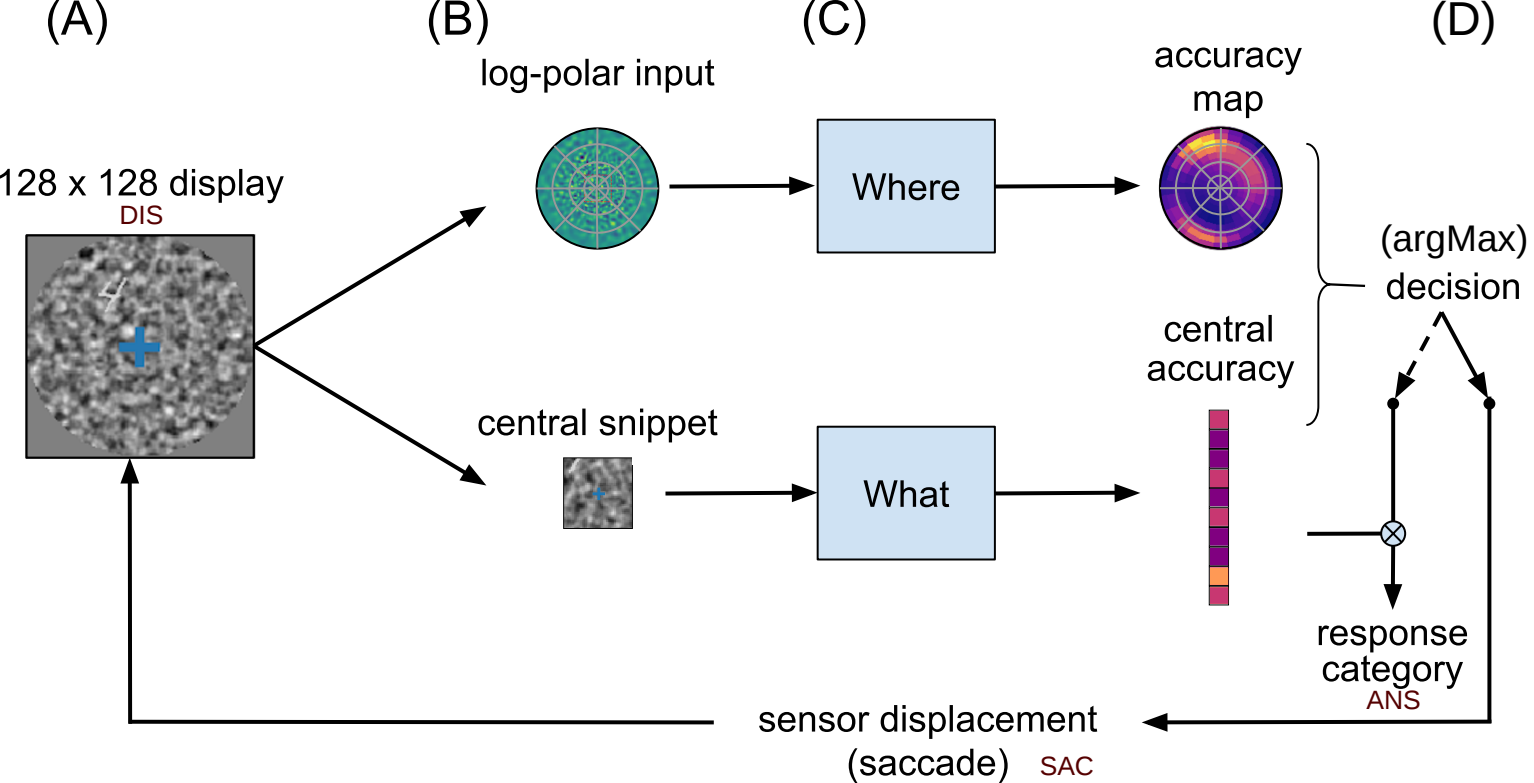 (A)
(B)
(C)
(D)
log-polar input
accuracy
map
128 x 128 display
DIS
Where
(argMax)
decision
central
accuracy
central snippet
What
response
category
ANS
sensor displacement
(saccade)
SAC